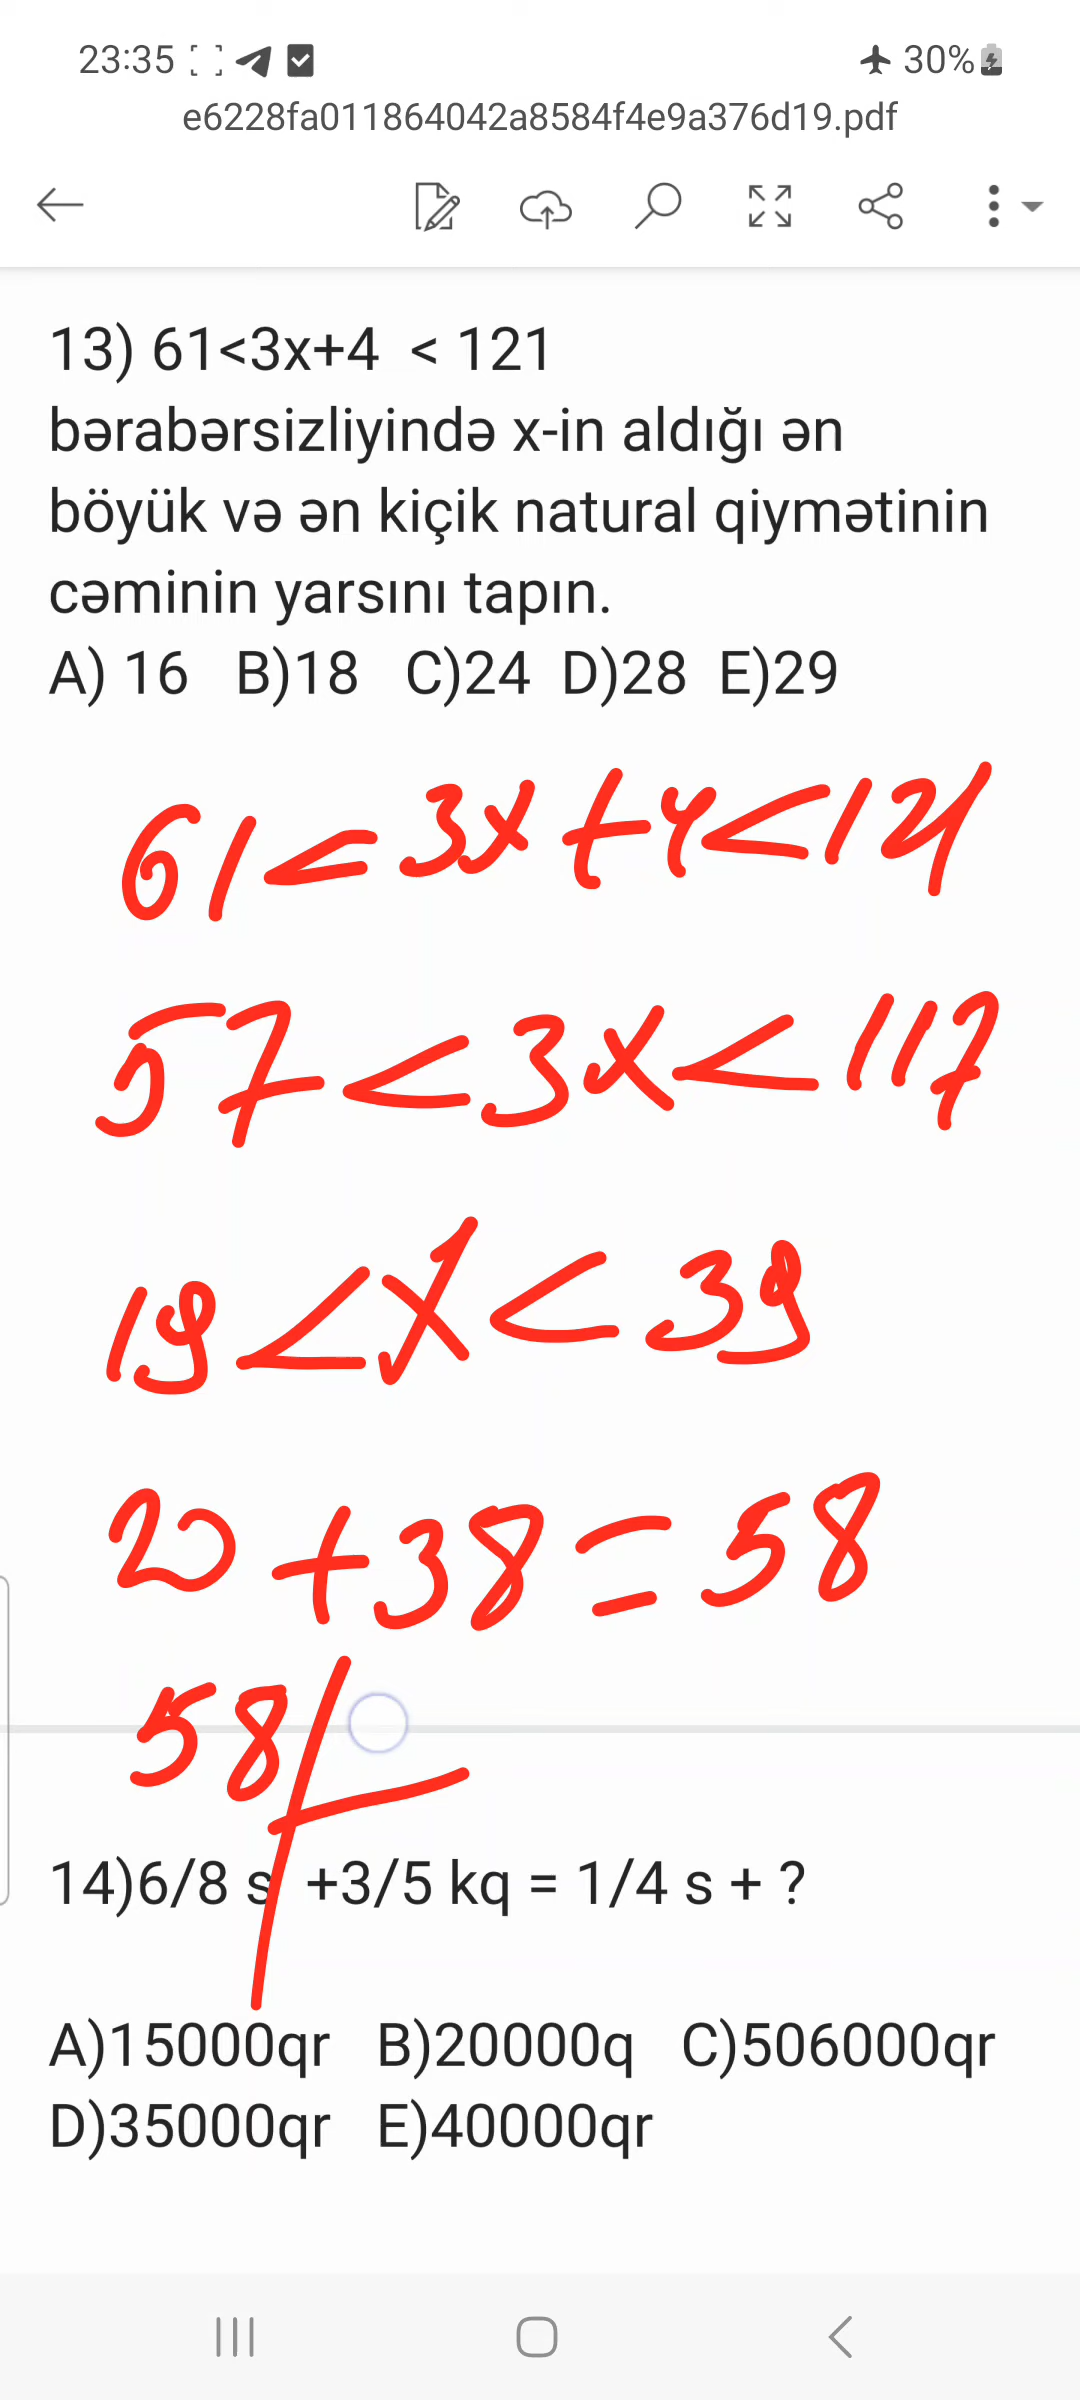 23:35 30%
e6228fa011864042a8584f4e9a376d19.pdf
13) 61<3x+4 < 121
bərabərsizliyində x-in aldığı ən
böyük və ən kiçik natural qiymətinin
cəminin yarsını tapın.
A) 16 B)18 C)24 D)28 E)29
61<3x+4<121
57<3x<117
19<x<39
20+38=58
58
14)6/8 s +3/5 kq = 1/4 s + ?
A)15000qr B)20000q C)506000qr
D)35000qr E)40000qr